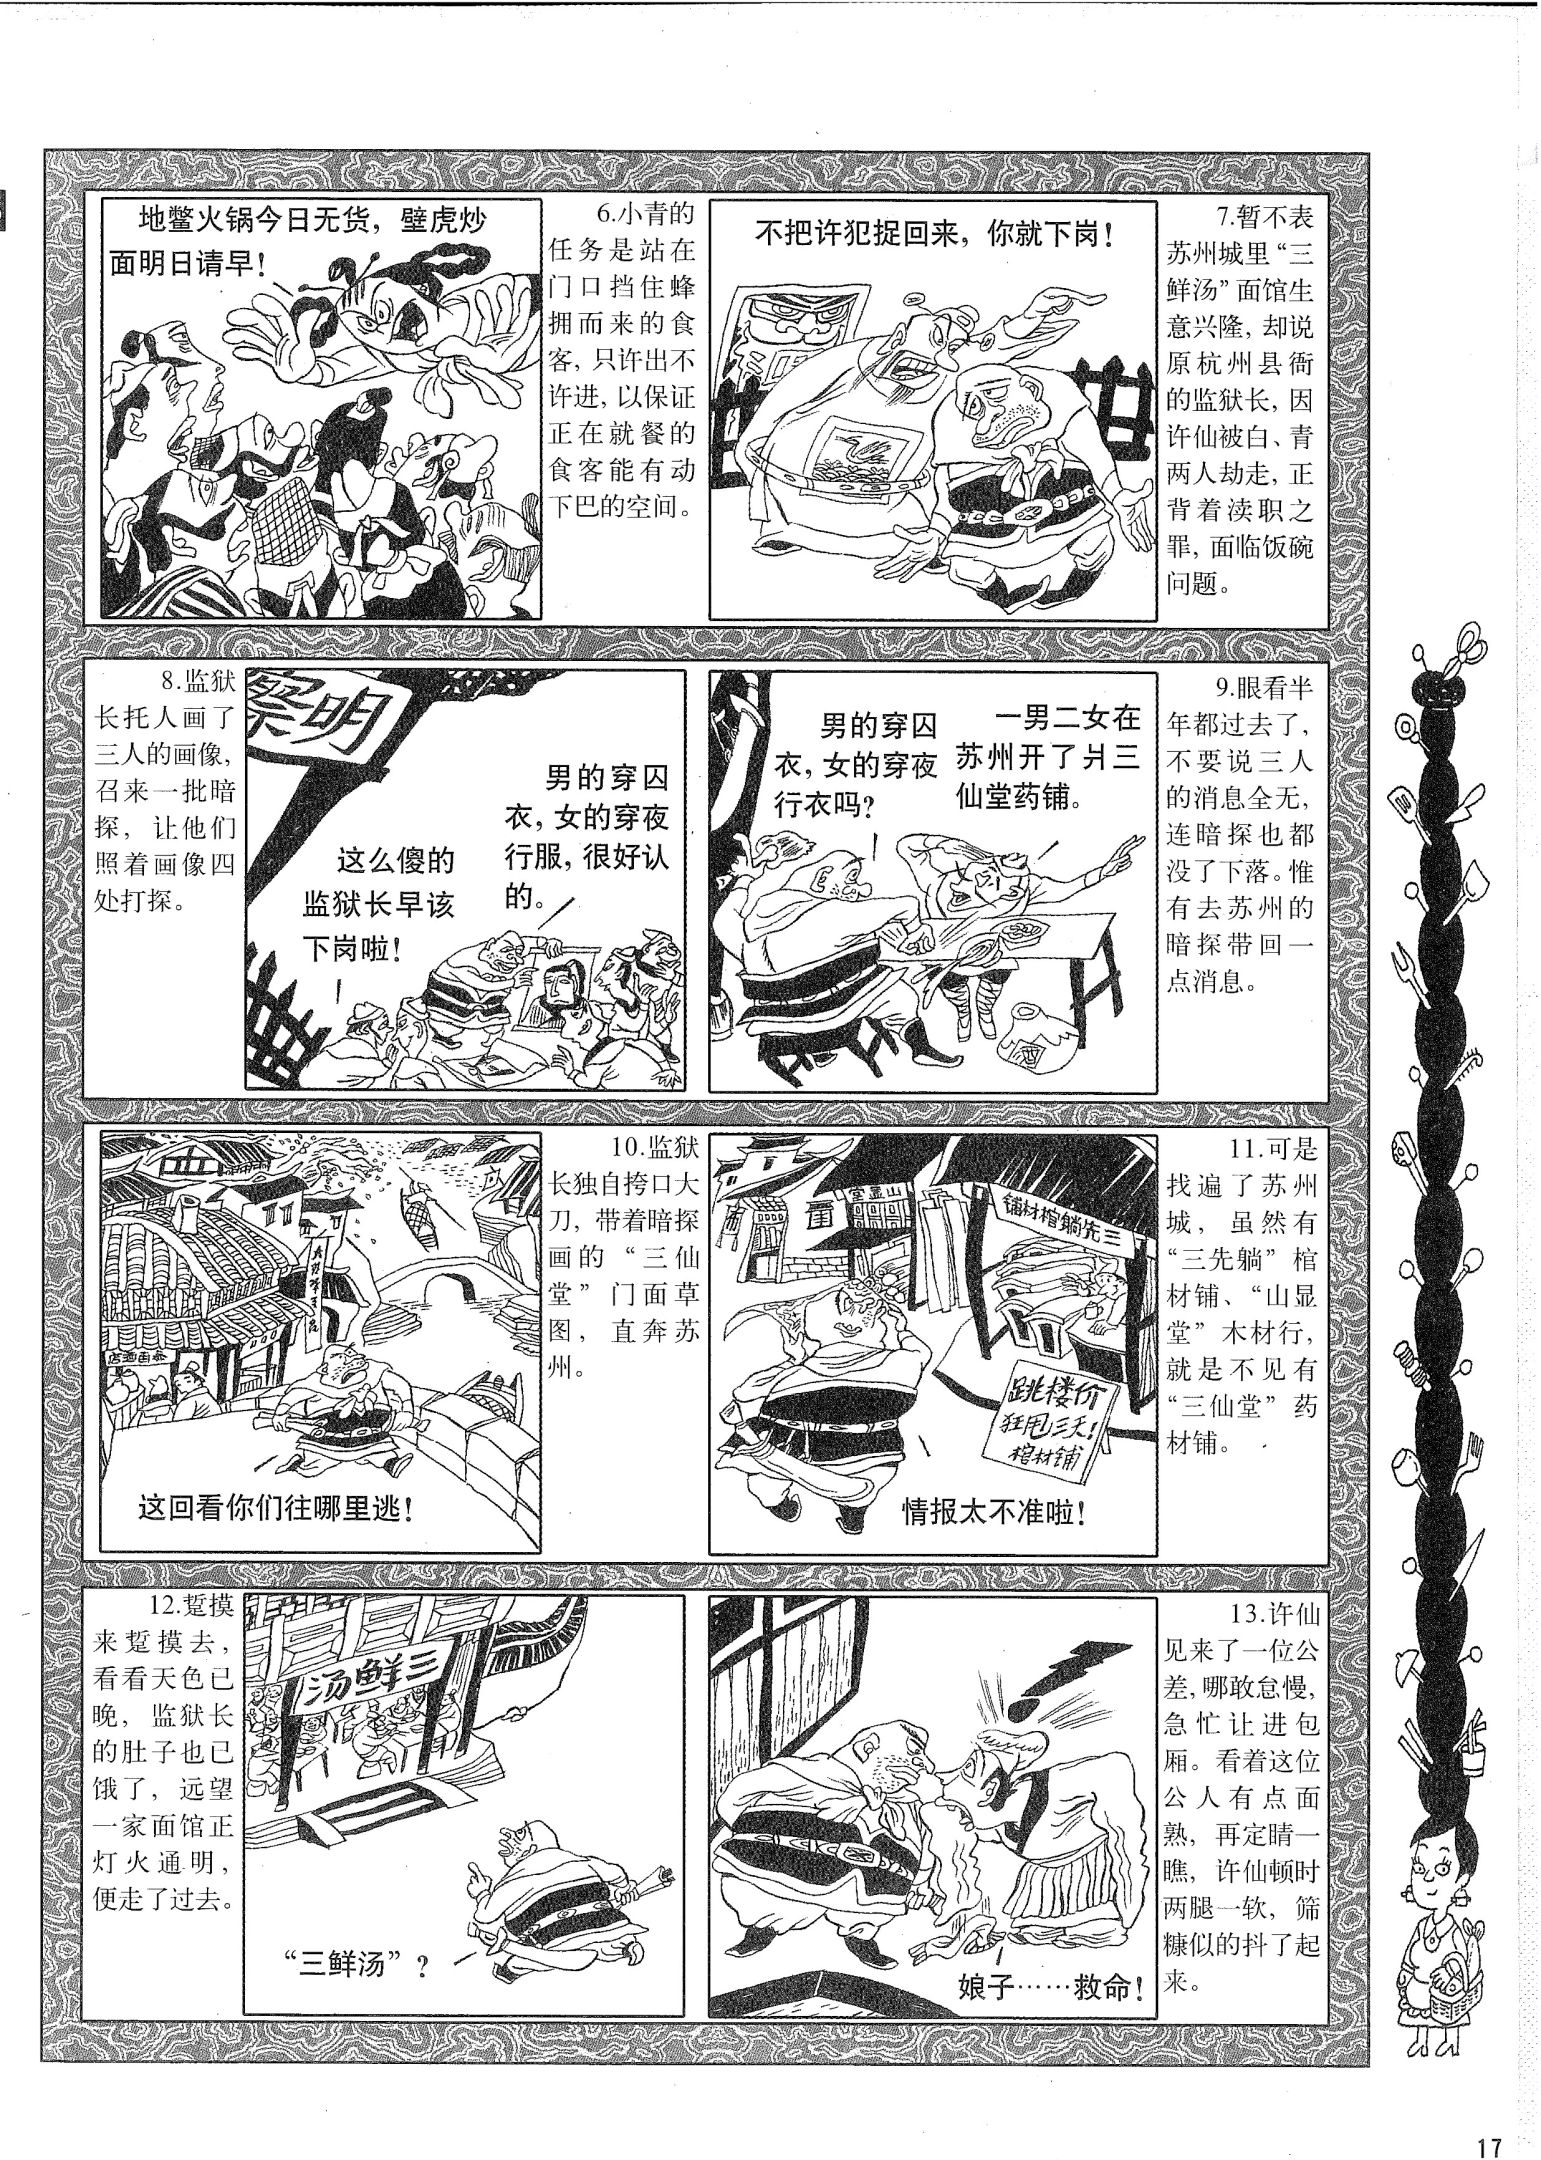 地鳖火锅今日无货，壁虎炒
面明日请早！
6.小青的
任务是站在
门口挡住蜂
拥而来的食
客，只许出不
许进，以保证
正在就餐的
食客能有动
下巴的空间。
不把许犯捉回来，你就下岗！
7.暂不表
苏州城里“三
鲜汤”面馆生
意兴隆，却说
原杭州县衙
的监狱长，因
许仙被白、青
两人劫走，正
背着渎职之
罪，面临饭碗
问题。
8.监狱
长托人画了
三人的画像，
召来一批暗
探，让他们
照着画像四
处打探。
黎明
男的穿囚
衣，女的穿夜
行服，很好认
的。
这么傻的
监狱长早该
下岗啦！
男的穿囚
衣，女的穿夜
行衣吗？
一男二女在
苏州开了爿三
仙堂药铺。
酒
9.眼看半
年都过去了，
不要说三人
的消息全无，
连暗探也都
没了下落。惟
有去苏州的
暗探带回一
点消息。
这回看你们往哪里逃！
10.监狱
长独自挎口大
刀，带着暗探
画的“三仙
堂”门面草
图，直奔苏
州。
堂显山
铺材棺躺先三
跳楼价
狂甩三天！
棺材铺
情报太不准啦！
11.可是
找遍了苏州
城，虽然有
“三先躺”棺
材铺、“山显
堂”木材行，
就是不见有
“三仙堂”药
材铺。
12.踅摸
来踅摸去，
看看天色已
晚，监狱长
的肚子也已
饿了，远望
一家面馆正
灯火通明，
便走了过去。
汤鲜三
“三鲜汤”？
娘子……救命！
13.许仙
见来了一位公
差，哪敢怠慢，
急忙让进包
厢。看着这位
公人有点面
熟，再定睛一
瞧，许仙顿时
两腿一软，筛
糠似的抖了起
来。
17